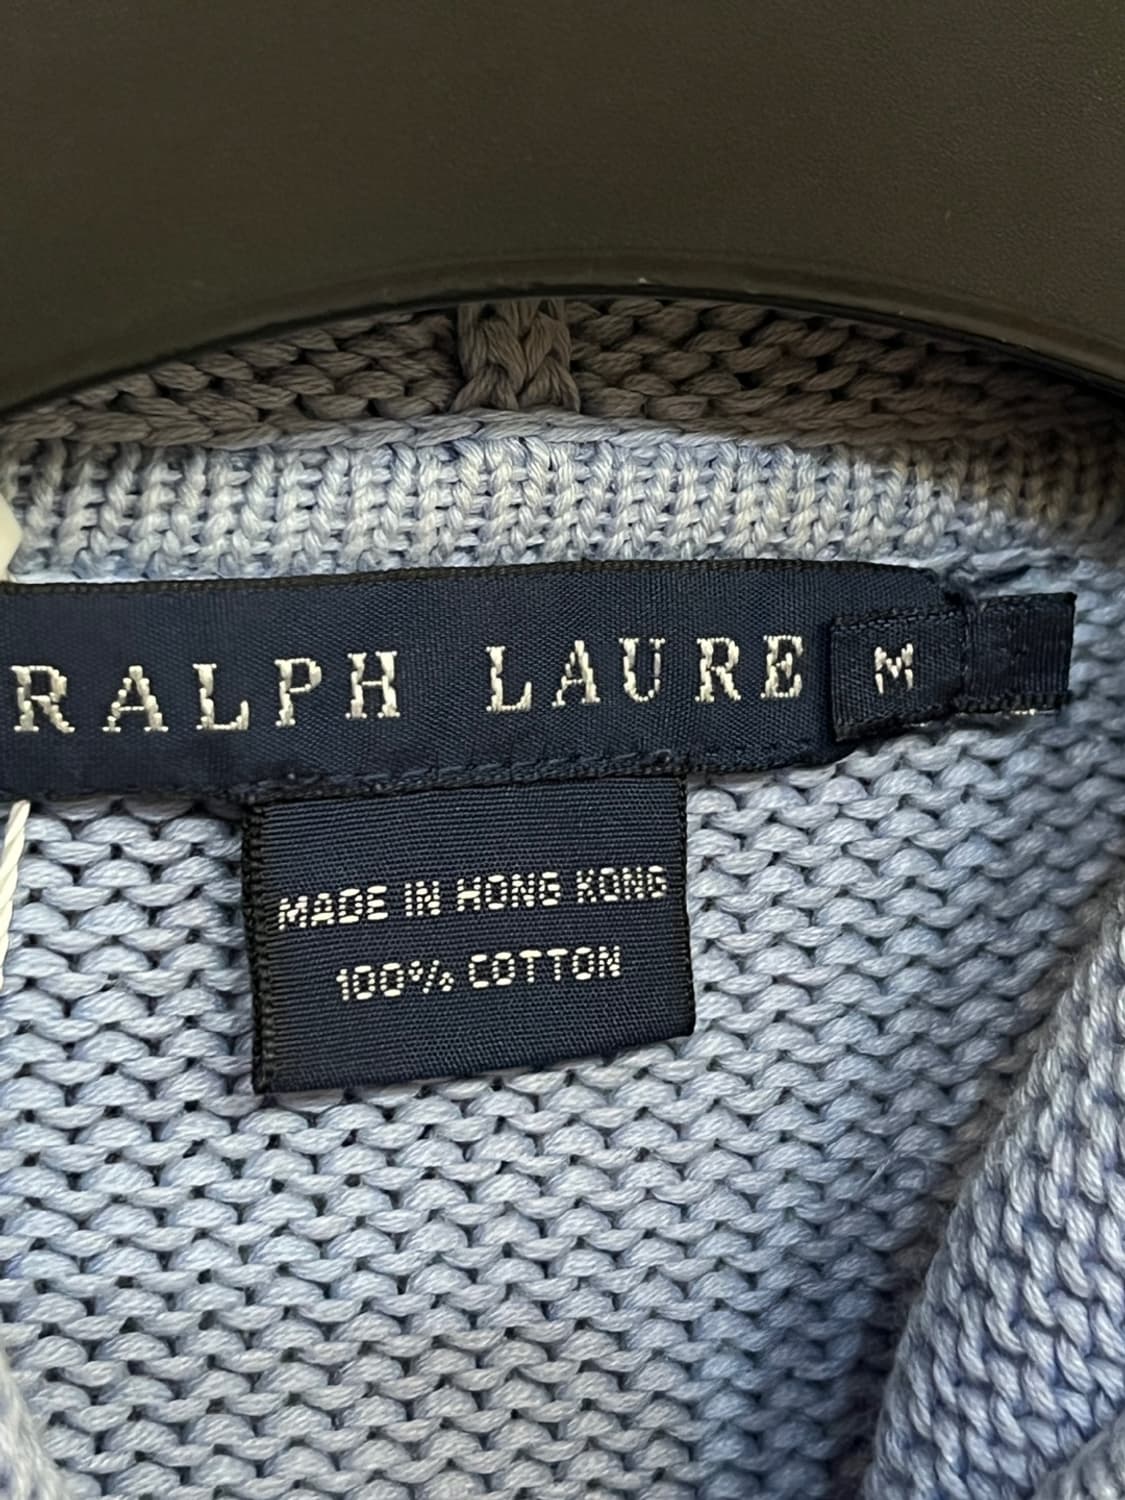 RALPH LAURE
M
MADE IN HONG KONG
100% COTTON